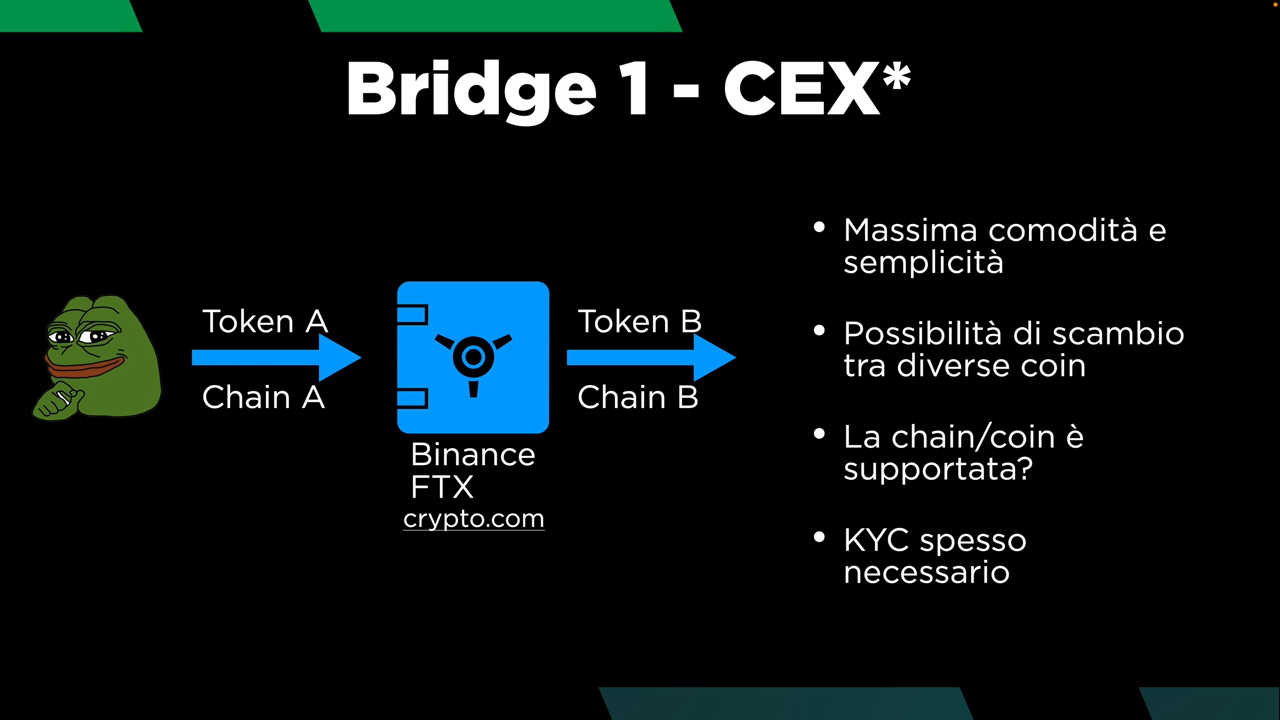 Bridge 1 - CEX*
Token A
Chain A
Binance
FTX
crypto.com
Token B
Chain B
• Massima comodità e
semplicità
• Possibilità di scambio
tra diverse coin
• La chain/coin è
supportata?
• KYC spesso
necessario